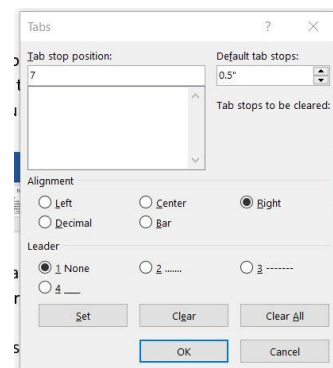 Tabs ? ×
Tab stop position: Default tab stops:
7 0.5"
Tab stops to be cleared:
Alignment
Left Center Right
Decimal Bar
Leader
1 None 2 ....... 3 -------
4 ___
Set Clear Clear All
OK Cancel